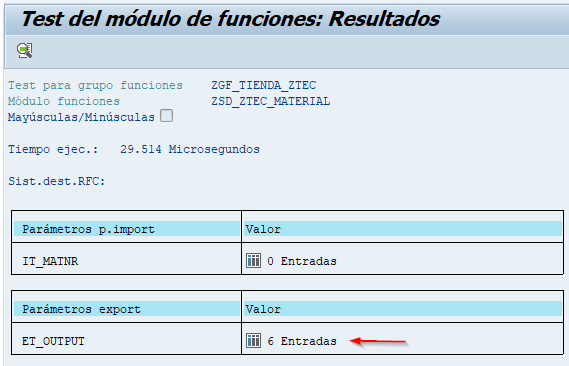 Test del módulo de funciones: Resultados
Test para grupo funciones ZGF_TIENDA_ZTEC
Módulo funciones ZSD_ZTEC_MATERIAL
Mayúsculas/Minúsculas
Tiempo ejec.: 29.514 Microsegundos
Sist.dest.RFC:
Parámetros p.import Valor
IT_MATNR 0 Entradas
Parámetros export Valor
ET_OUTPUT 6 Entradas